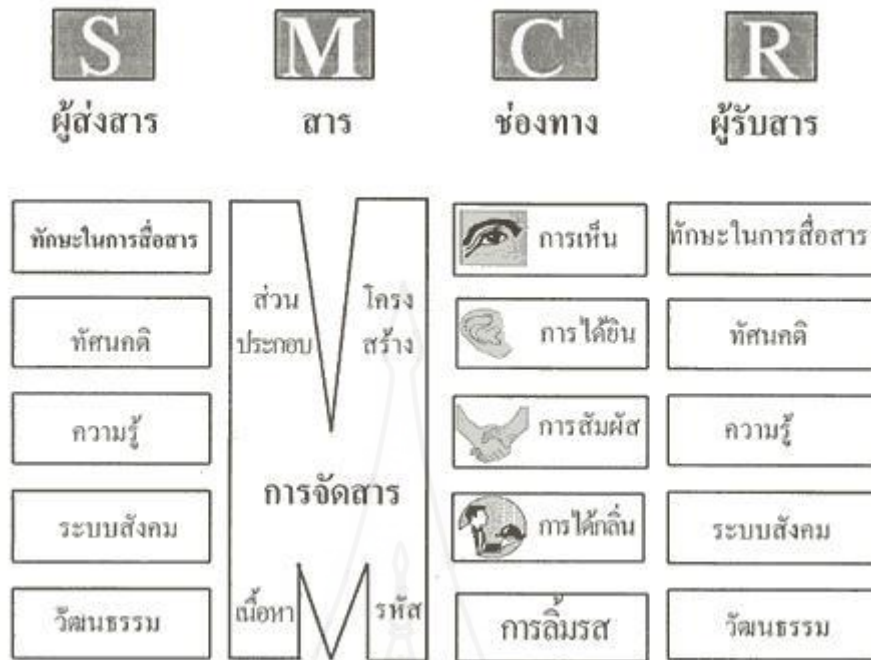 S M C R
ผู้ส่งสาร สาร ช่องทาง ผู้รับสาร
ทักษะในการสื่อสาร
ทัศนคติ
ความรู้
ระบบสังคม
วัฒนธรรม
ส่วน
ประกอบ
โครง
สร้าง
การจัดสาร
เนื้อหา
รหัส
การเห็น
การได้ยิน
การสัมผัส
การได้กลิ่น
การลิ้มรส
ทักษะในการสื่อสาร
ทัศนคติ
ความรู้
ระบบสังคม
วัฒนธรรม